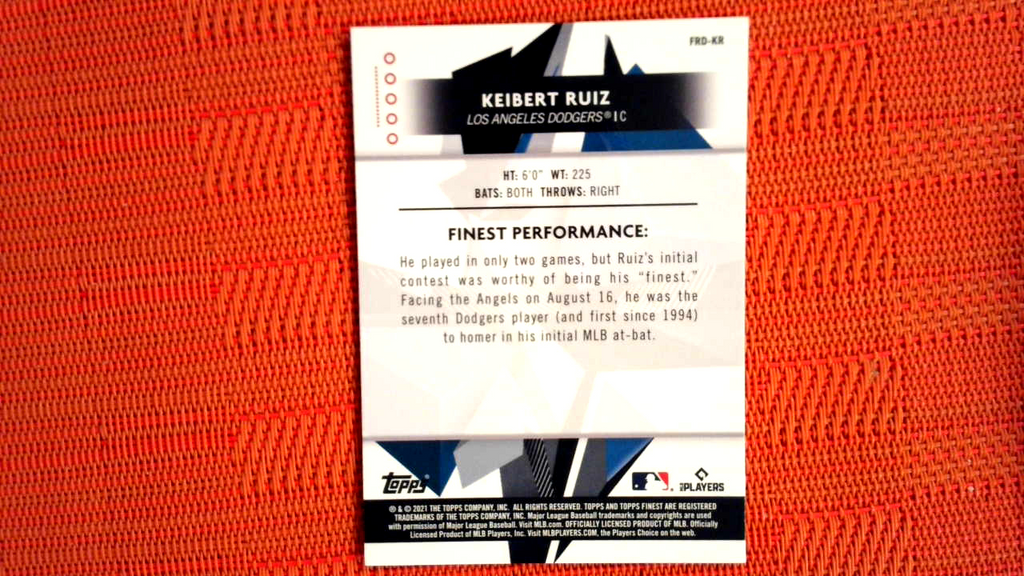 FRD-KR
KEIBERT RUIZ
LOS ANGELES DODGERS® | C
HT: 6'0" WT: 225
BATS: BOTH THROWS: RIGHT
FINEST PERFORMANCE:
He played in only two games, but Ruiz's initial
contest was worthy of being his "finest."
Facing the Angels on August 16, he was the
seventh Dodgers player (and first since 1994)
to homer in his initial MLB at-bat.
topps®
PLAYERS
® & © 2021 THE TOPPS COMPANY, INC. ALL RIGHTS RESERVED. TOPPS AND TOPPS FINEST ARE REGISTERED
TRADEMARKS OF THE TOPPS COMPANY, INC. Major League Baseball trademarks and copyrights are used
with permission of Major League Baseball. Visit MLB.com. OFFICIALLY LICENSED PRODUCT OF MLB. Officially
Licensed Product of MLB Players, Inc. Visit MLBPLAYERS.COM, the Players Choice on the web.